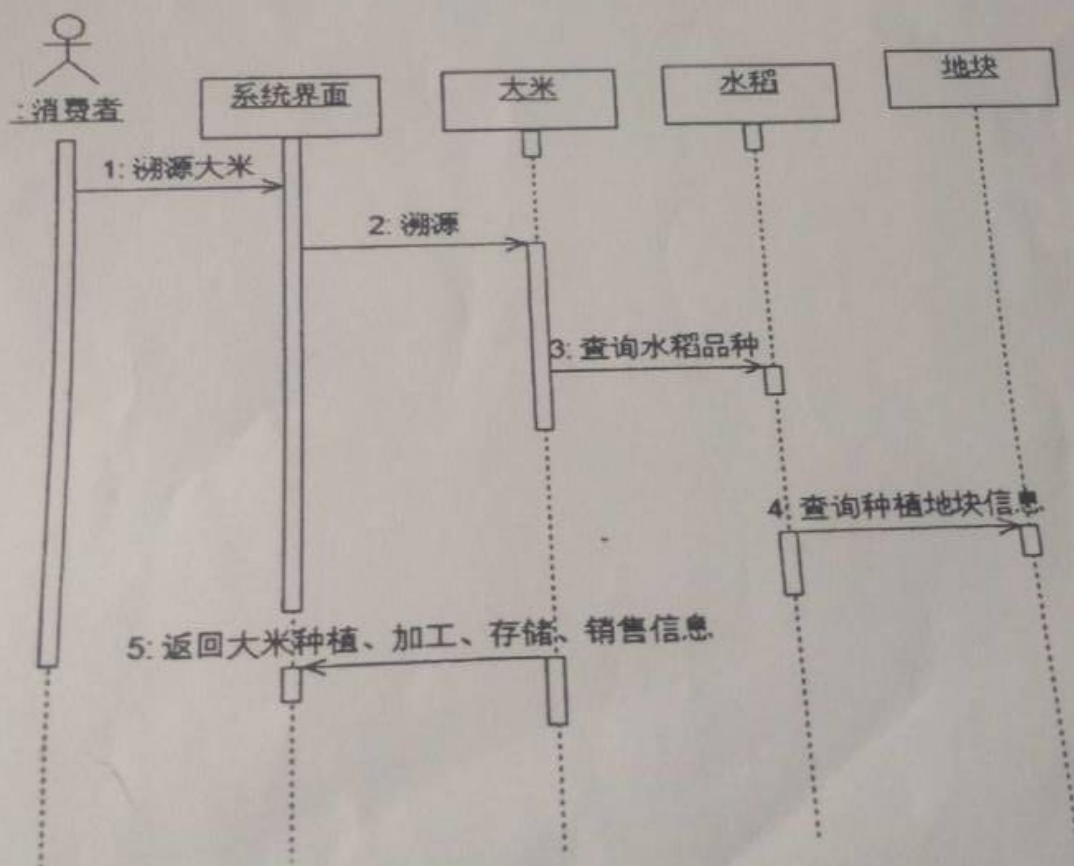 :消费者
系统界面
大米
水稻
地块
1: 溯源大米
2: 溯源
3: 查询水稻品种
4: 查询种植地块信息
5: 返回大米种植、加工、存储、销售信息